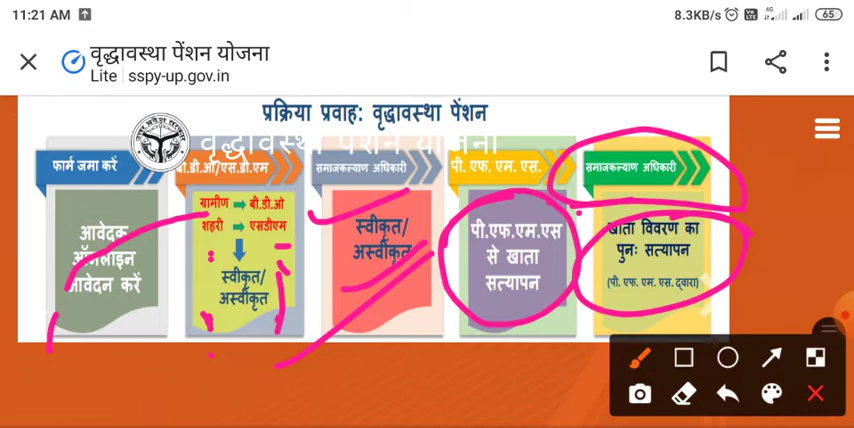 11:21 AM
8.3KB/s
4G
65
वृद्धावस्था पेंशन योजना
Lite | sspy-up.gov.in
प्रक्रिया प्रवाह: वृद्धावस्था पेंशन
वृद्धावस्था पेंशन योजना
फार्म जमा करें
बी.डी.ओ/एस.डी.एम
समाजकल्याण अधिकारी
पी. एफ. एम. एस.
समाजकल्याण अधिकारी
आवेदक
ऑनलाइन
आवेदन करें
ग्रामीण बी.डी.ओ
शहरी एसडीएम
स्वीकृत/
अस्वीकृत
स्वीकृत/
अस्वीकृत
पी.एफ.एम.एस
से खाता
सत्यापन
खाता विवरण का
पुनः सत्यापन
(पी. एफ. एम. एस. द्वारा)